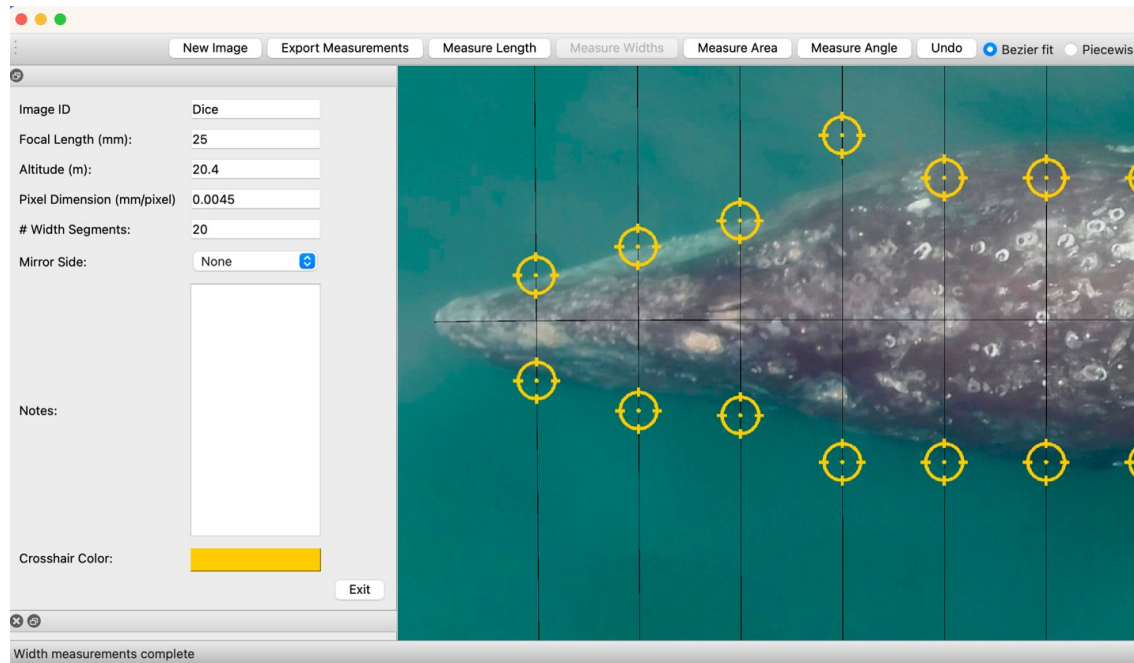 New Image Export Measurements Measure Length Measure Widths Measure Area Measure Angle Undo Bezier fit Piecewis
Image ID Dice
Focal Length (mm): 25
Altitude (m): 20.4
Pixel Dimension (mm/pixel) 0.0045
# Width Segments: 20
Mirror Side: None
Notes:
Crosshair Color:
Exit
Width measurements complete